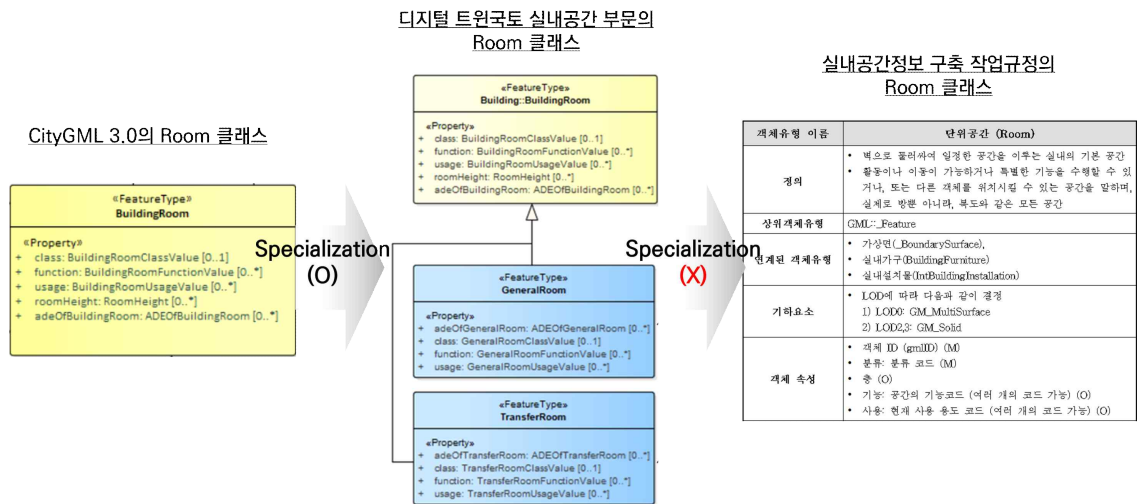 CityGML 3.0의 Room 클래스
«FeatureType»
BuildingRoom
«Property»
+ class: BuildingRoomClassValue [0..1]
+ function: BuildingRoomFunctionValue [0..*]
+ usage: BuildingRoomUsageValue [0..*]
+ roomHeight: RoomHeight [0..*]
+ adeOfBuildingRoom: ADEOfBuildingRoom [0..*]
Specialization
(O)
디지털 트윈국토 실내공간 부문의
Room 클래스
«FeatureType»
Building::BuildingRoom
«Property»
+ class: BuildingRoomClassValue [0..1]
+ function: BuildingRoomFunctionValue [0..*]
+ usage: BuildingRoomUsageValue [0..*]
+ roomHeight: RoomHeight [0..*]
+ adeOfBuildingRoom: ADEOfBuildingRoom [0..*]
«FeatureType»
GeneralRoom
«Property»
+ adeOfGeneralRoom: ADEOfGeneralRoom [0..*]
+ class: GeneralRoomClassValue [0..1]
+ function: GeneralRoomFunctionValue [0..*]
+ usage: GeneralRoomUsageValue [0..*]
«FeatureType»
TransferRoom
«Property»
+ adeOfTransferRoom: ADEOfTransferRoom [0..*]
+ class: TransferRoomClassValue [0..1]
+ function: TransferRoomFunctionValue [0..*]
+ usage: TransferRoomUsageValue [0..*]
Specialization
(X)
실내공간정보 구축 작업규정의
Room 클래스
객체유형 이름 단위공간 (Room)
정의
• 벽으로 둘러싸여 일정한 공간을 이루는 실내의 기본 공간
• 활동이나 이동이 가능하거나 특별한 기능을 수행할 수 있
거나, 또는 다른 객체를 위치시킬 수 있는 공간을 말하며,
실제로 방뿐 아니라, 복도와 같은 모든 공간
상위객체유형 GML::_Feature
연계된 객체유형
• 가상면(_BoundarySurface),
• 실내가구(BuildingFurniture)
• 실내설치물(IntBuildingInstallation)
기하요소
• LOD에 따라 다음과 같이 결정
1) LOD0: GM_MultiSurface
2) LOD2,3: GM_Solid
객체 속성
• 객체 ID (gmlID) (M)
• 분류: 분류 코드 (M)
• 층 (O)
• 기능: 공간의 기능코드 (여러 개의 코드 가능) (O)
• 사용: 현재 사용 용도 코드 (여러 개의 코드 가능) (O)